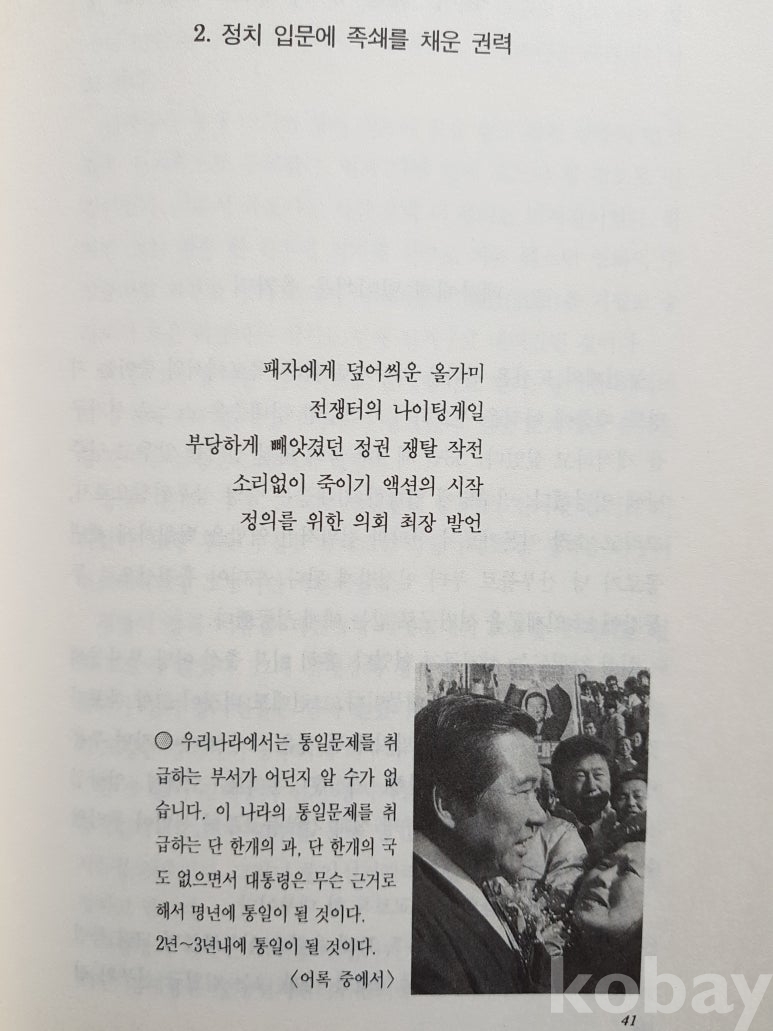 2. 정치 입문에 족쇄를 채운 권력
패자에게 덮어씌운 올가미
전쟁터의 나이팅게일
부당하게 빼앗겼던 정권 쟁탈 작전
소리없이 죽이기 액션의 시작
정의를 위한 의회 최장 발언
◎ 우리나라에서는 통일문제를 취
급하는 부서가 어딘지 알 수가 없
습니다. 이 나라의 통일문제를 취
급하는 단 한개의 과, 단 한개의 국
도 없으면서 대통령은 무슨 근거로
해서 명년에 통일이 될 것이다.
2년~3년내에 통일이 될 것이다.
〈어록 중에서〉
kobay
41